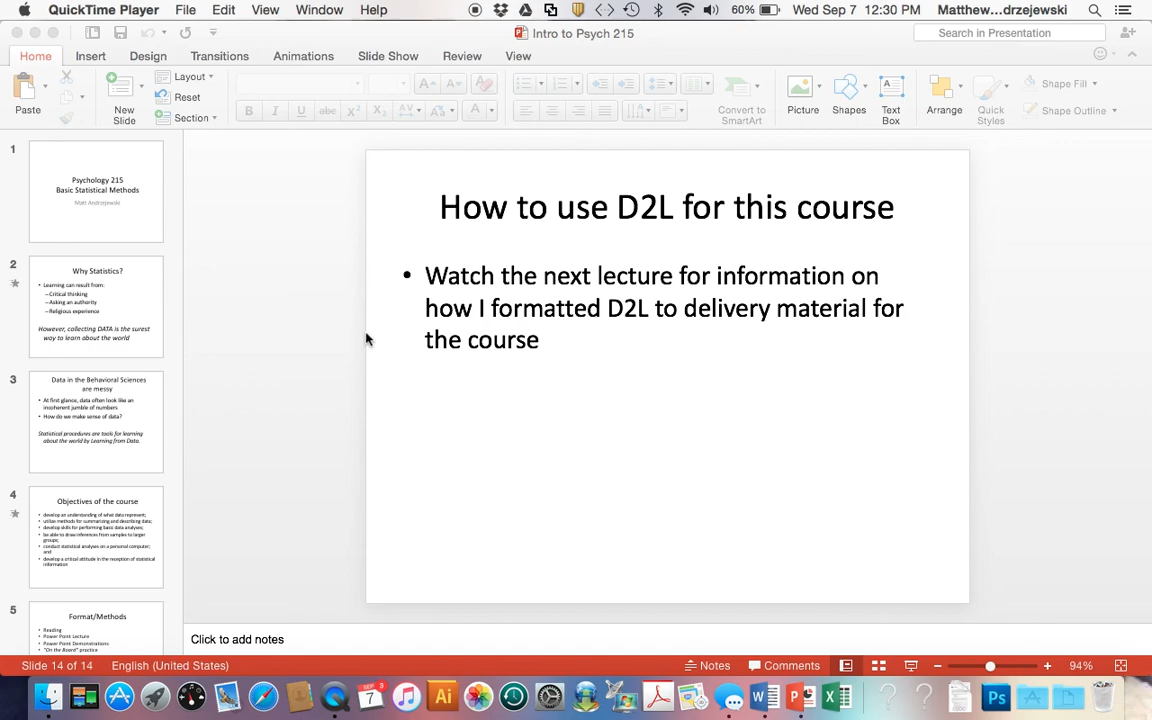 QuickTime Player File Edit View Window Help 60% Wed Sep 7 12:30 PM Matthew...drzejewski
Intro to Psych 215 Search in Presentation
Home Insert Design Transitions Animations Slide Show Review View
Paste New Slide Layout Reset Section Convert to SmartArt Picture Shapes Text Box Arrange Quick Styles Shape Fill Shape Outline
1
Psychology 215
Basic Statistical Methods
Matt Andrzejewski
2
Why Statistics?
• Learning can result from:
– Critical thinking
– Asking an authority
– Religious experience
However, collecting DATA is the surest
way to learn about the world
3
Data in the Behavioral Sciences
are messy
• At first glance, data often look like an
incoherent jumble of numbers
• How do we make sense of data?
Statistical procedures are tools for learning
about the world by Learning from Data.
4
Objectives of the course
• develop an understanding of what data represent;
• utilize methods for summarizing and describing data;
• develop skills for performing basic data analyses;
• be able to draw inferences from samples to larger
groups;
• conduct statistical analyses on a personal computer;
and
• develop a critical attitude in the reception of statistical
information
5
Format/Methods
• Reading
• Power Point Lecture
• Power Point Demonstrations
• "On the Board" practice
How to use D2L for this course
• Watch the next lecture for information on
how I formatted D2L to delivery material for
the course
Click to add notes
Slide 14 of 14 English (United States) Notes Comments 94%